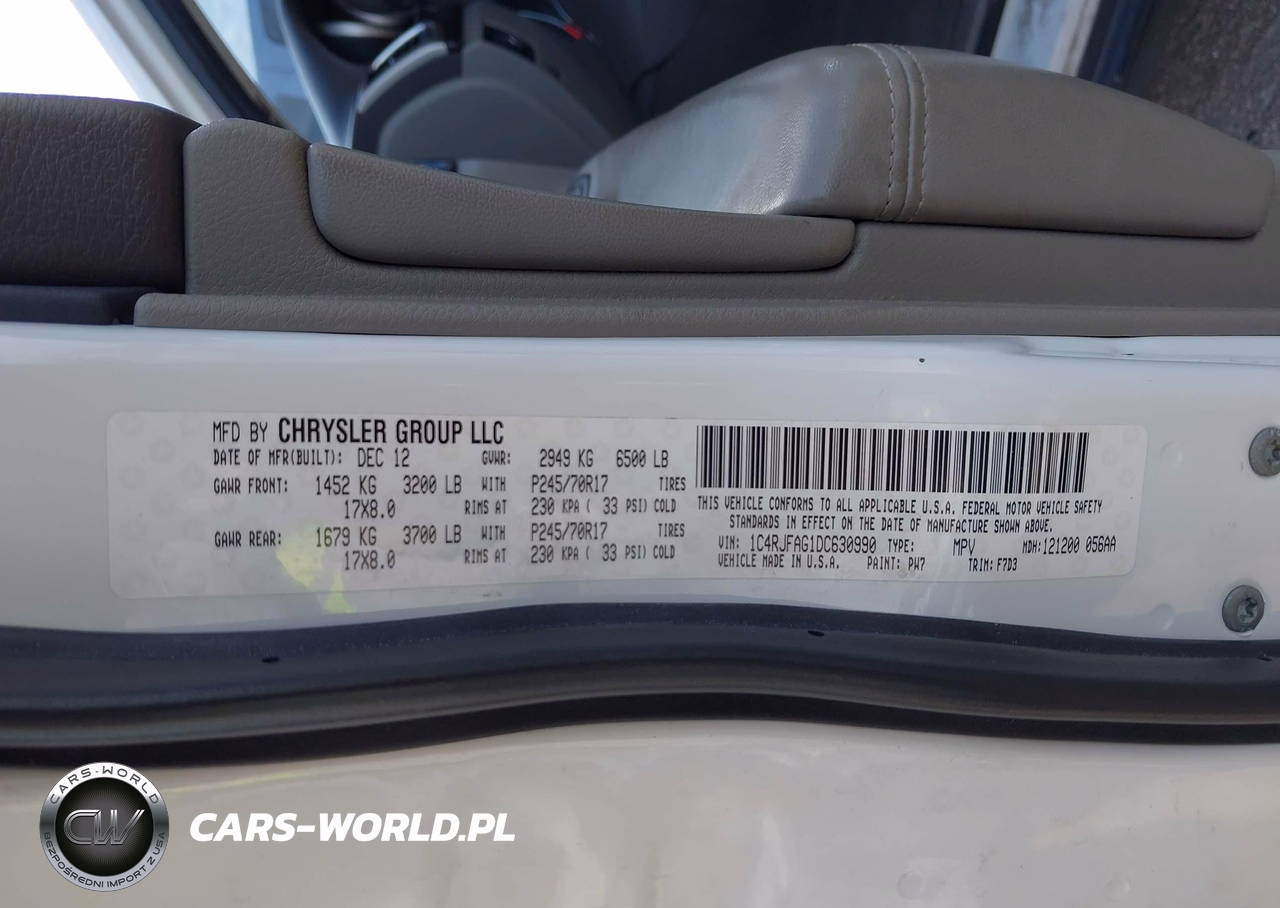 MFD BY CHRYSLER GROUP LLC
DATE OF MFR(BUILT): DEC 12 GVWR: 2949 KG 6500 LB
GAWR FRONT: 1452 KG 3200 LB WITH P245/70R17 TIRES
17X8.0 RIMS AT 230 KPA ( 33 PSI) COLD
GAWR REAR: 1679 KG 3700 LB WITH P245/70R17 TIRES
17X8.0 RIMS AT 230 KPA ( 33 PSI) COLD
THIS VEHICLE CONFORMS TO ALL APPLICABLE U.S.A. FEDERAL MOTOR VEHICLE SAFETY
STANDARDS IN EFFECT ON THE DATE OF MANUFACTURE SHOWN ABOVE.
VIN: 1C4RJFAG1DC630990 TYPE: MPV MDH:121200 056AA
VEHICLE MADE IN U.S.A. PAINT: PW7 TRIM: F7D3
CARS-WORLD
CW
BEZPOŚREDNI IMPORT Z USA
CARS-WORLD.PL